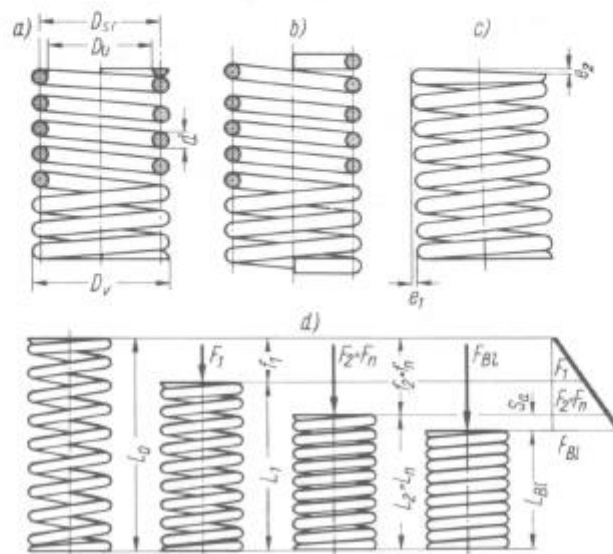 a)
D_sr
D_u
d
D_v
b)
c)
e_2
e_1
d)
L_0
F_1
f_1
L_1
F_2=F_n
f_2=f_n
L_2=L_n
F_Bl
S_a
L_Bl
F_1
F_2=F_n
F_Bl